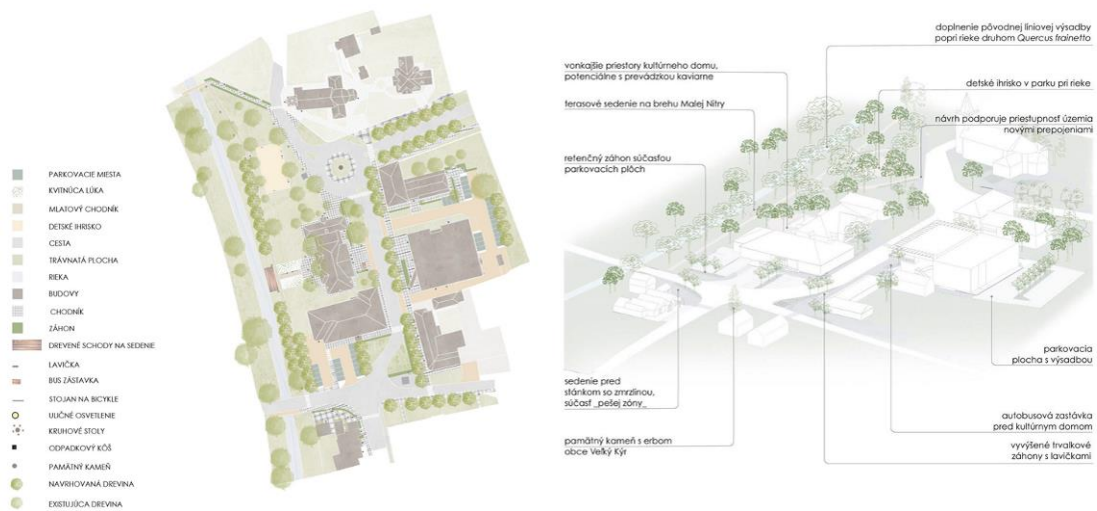 PARKOVACIE MIESTA
KVITNÚCA LÚKA
MLATOVÝ CHODNÍK
DETSKÉ IHRISKO
CESTA
TRÁVNATÁ PLOCHA
RIEKA
BUDOVY
CHODNÍK
ZÁHON
DREVENÉ SCHODY NA SEDENIE
LAVIČKA
BUS ZÁSTAVKA
STOJAN NA BICYKLE
ULIČNÉ OSVETLENIE
KRUHOVÉ STOLY
ODPADKOVÝ KÔŠ
PAMÄTNÝ KAMEŇ
NAVRHOVANÁ DREVINA
EXISTUJÚCA DREVINA
vonkajšie priestory kultúrneho domu,
potenciálne s prevádzkou kaviarne
terasové sedenie na brehu Malej Nitry
retenčný záhon súčasťou
parkovacích plôch
sedenie pred
stánkom so zmrzlinou,
súčasť _pešej zóny_
pamätný kameň s erbom
obce Veľký Kýr
doplnenie pôvodnej líniovej výsadby
popri rieke druhom Quercus frainetto
detské ihrisko v parku pri rieke
návrh podporuje priestupnosť územia
novými prepojeniami
parkovacia
plocha s výsadbou
autobusová zastávka
pred kultúrnym domom
vyvýšené trvalkové
záhony s lavičkami